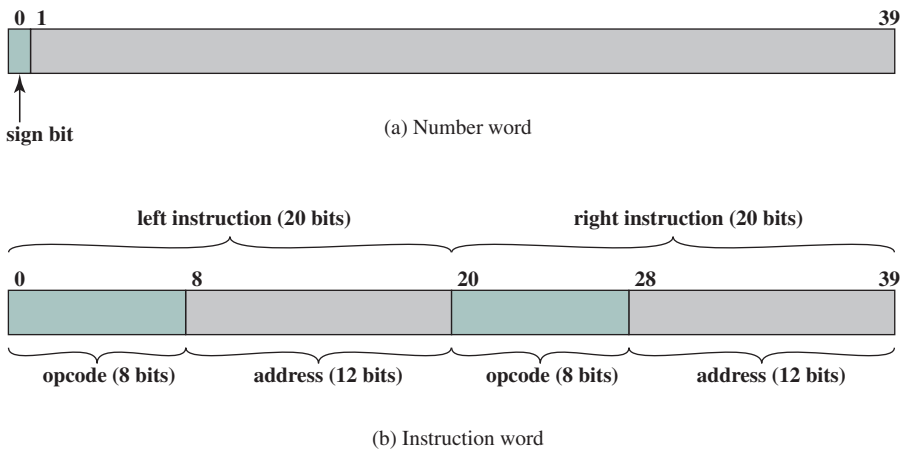 0 1 39
sign bit
(a) Number word
left instruction (20 bits) right instruction (20 bits)
0 8 20 28 39
opcode (8 bits) address (12 bits) opcode (8 bits) address (12 bits)
(b) Instruction word